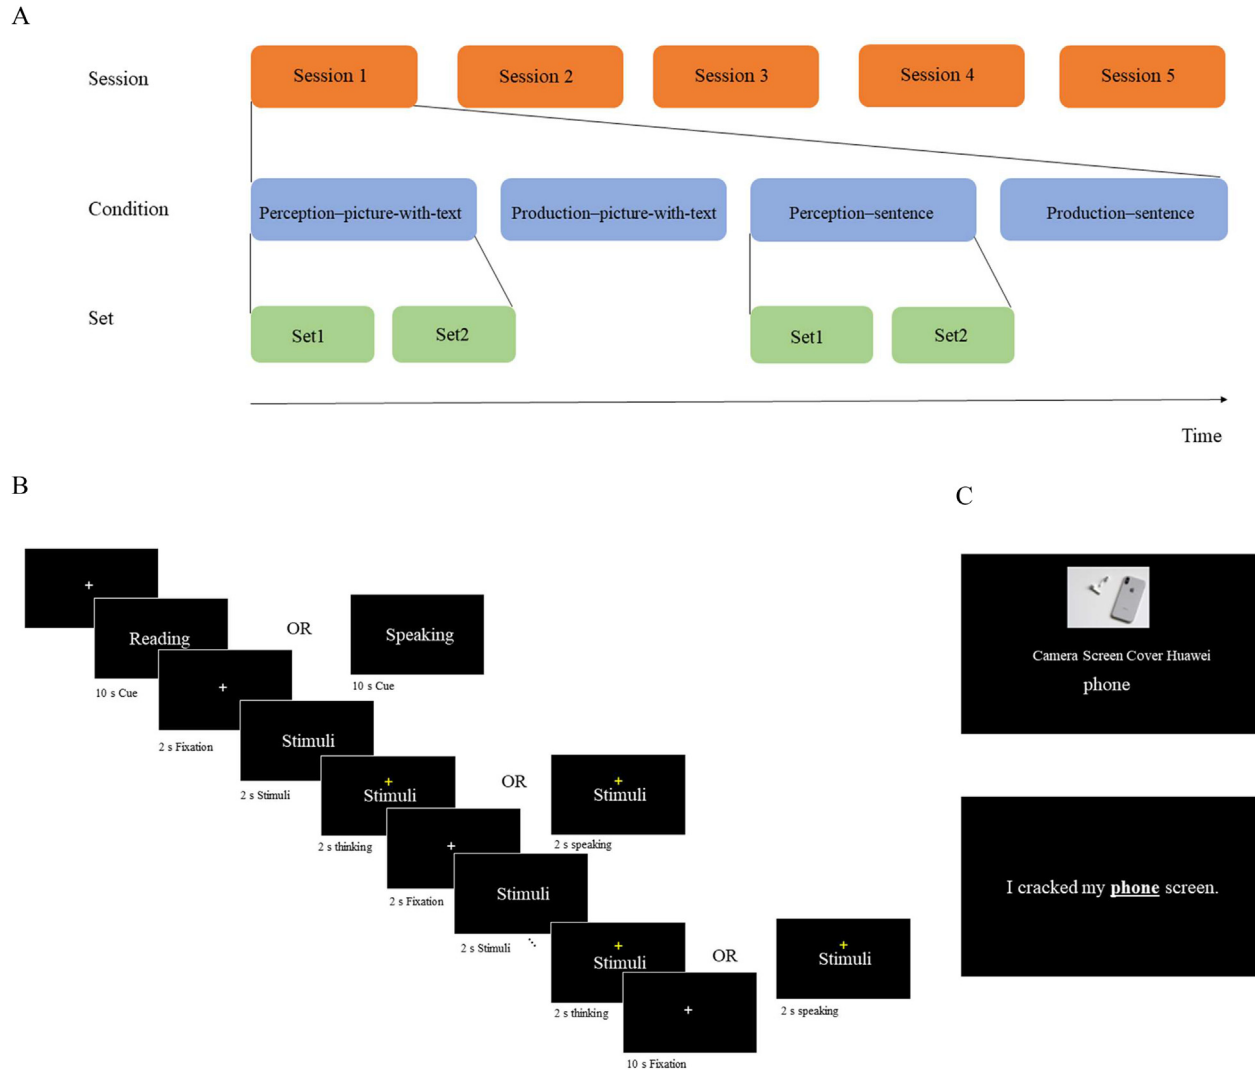 A
Session
Session 1
Session 2
Session 3
Session 4
Session 5
Condition
Perception–picture-with-text
Production–picture-with-text
Perception–sentence
Production–sentence
Set
Set1
Set2
Set1
Set2
Time
B
Reading
10 s Cue
OR
Speaking
10 s Cue
2 s Fixation
Stimuli
2 s Stimuli
Stimuli
2 s thinking
OR
Stimuli
2 s speaking
2 s Fixation
Stimuli
2 s Stimuli
Stimuli
2 s thinking
OR
Stimuli
2 s speaking
10 s Fixation
C
Camera Screen Cover Huawei
phone
I cracked my phone screen.